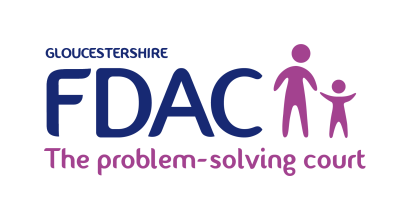 GLOUCESTERSHIRE
FDAC
The problem-solving court